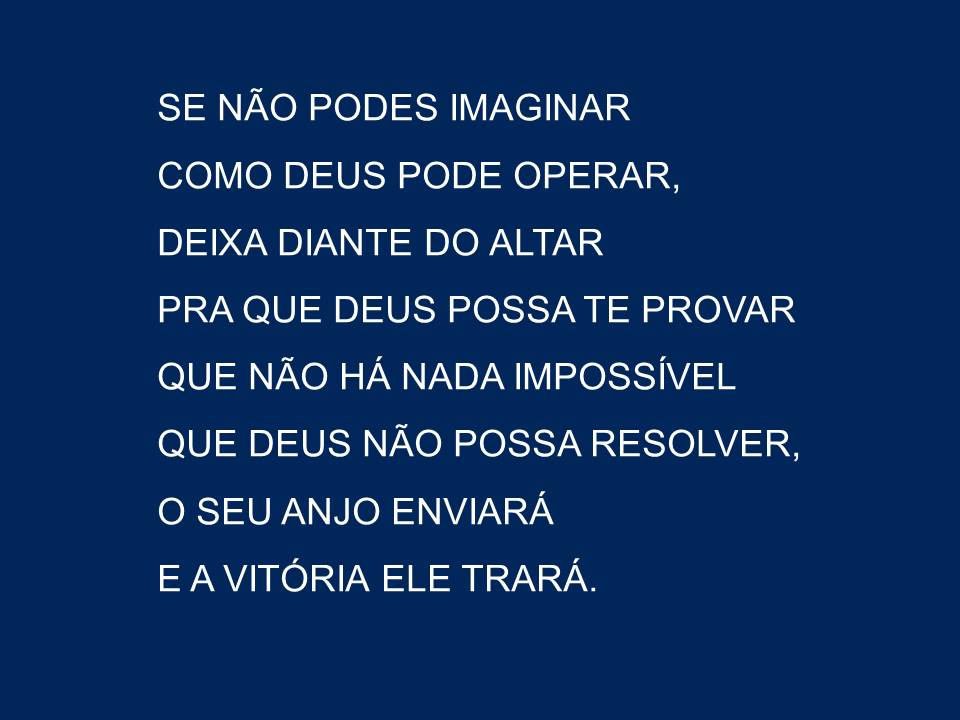 SE NÃO PODES IMAGINAR
COMO DEUS PODE OPERAR,
DEIXA DIANTE DO ALTAR
PRA QUE DEUS POSSA TE PROVAR
QUE NÃO HÁ NADA IMPOSSÍVEL
QUE DEUS NÃO POSSA RESOLVER,
O SEU ANJO ENVIARÁ
E A VITÓRIA ELE TRARÁ.